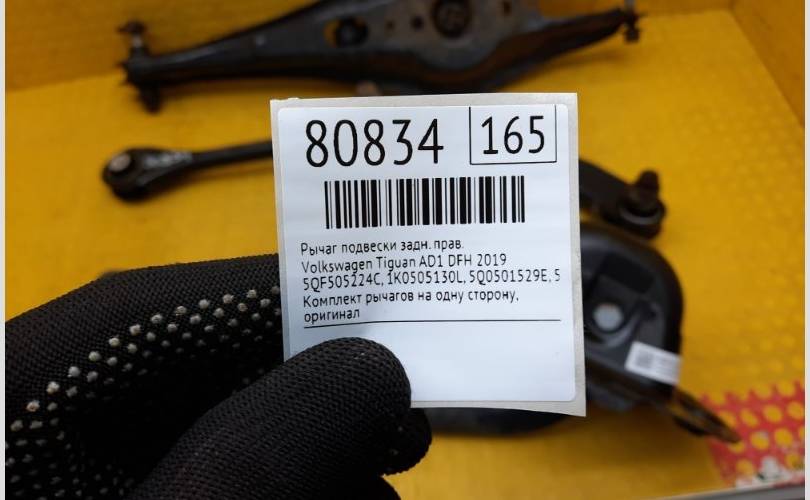 80834 165
Рычаг подвески задн. прав.
Volkswagen Tiguan AD1 DFH 2019
5QF505224C, 1K0505130L, 5Q0501529E, 5
Комплект рычагов на одну сторону,
оригинал